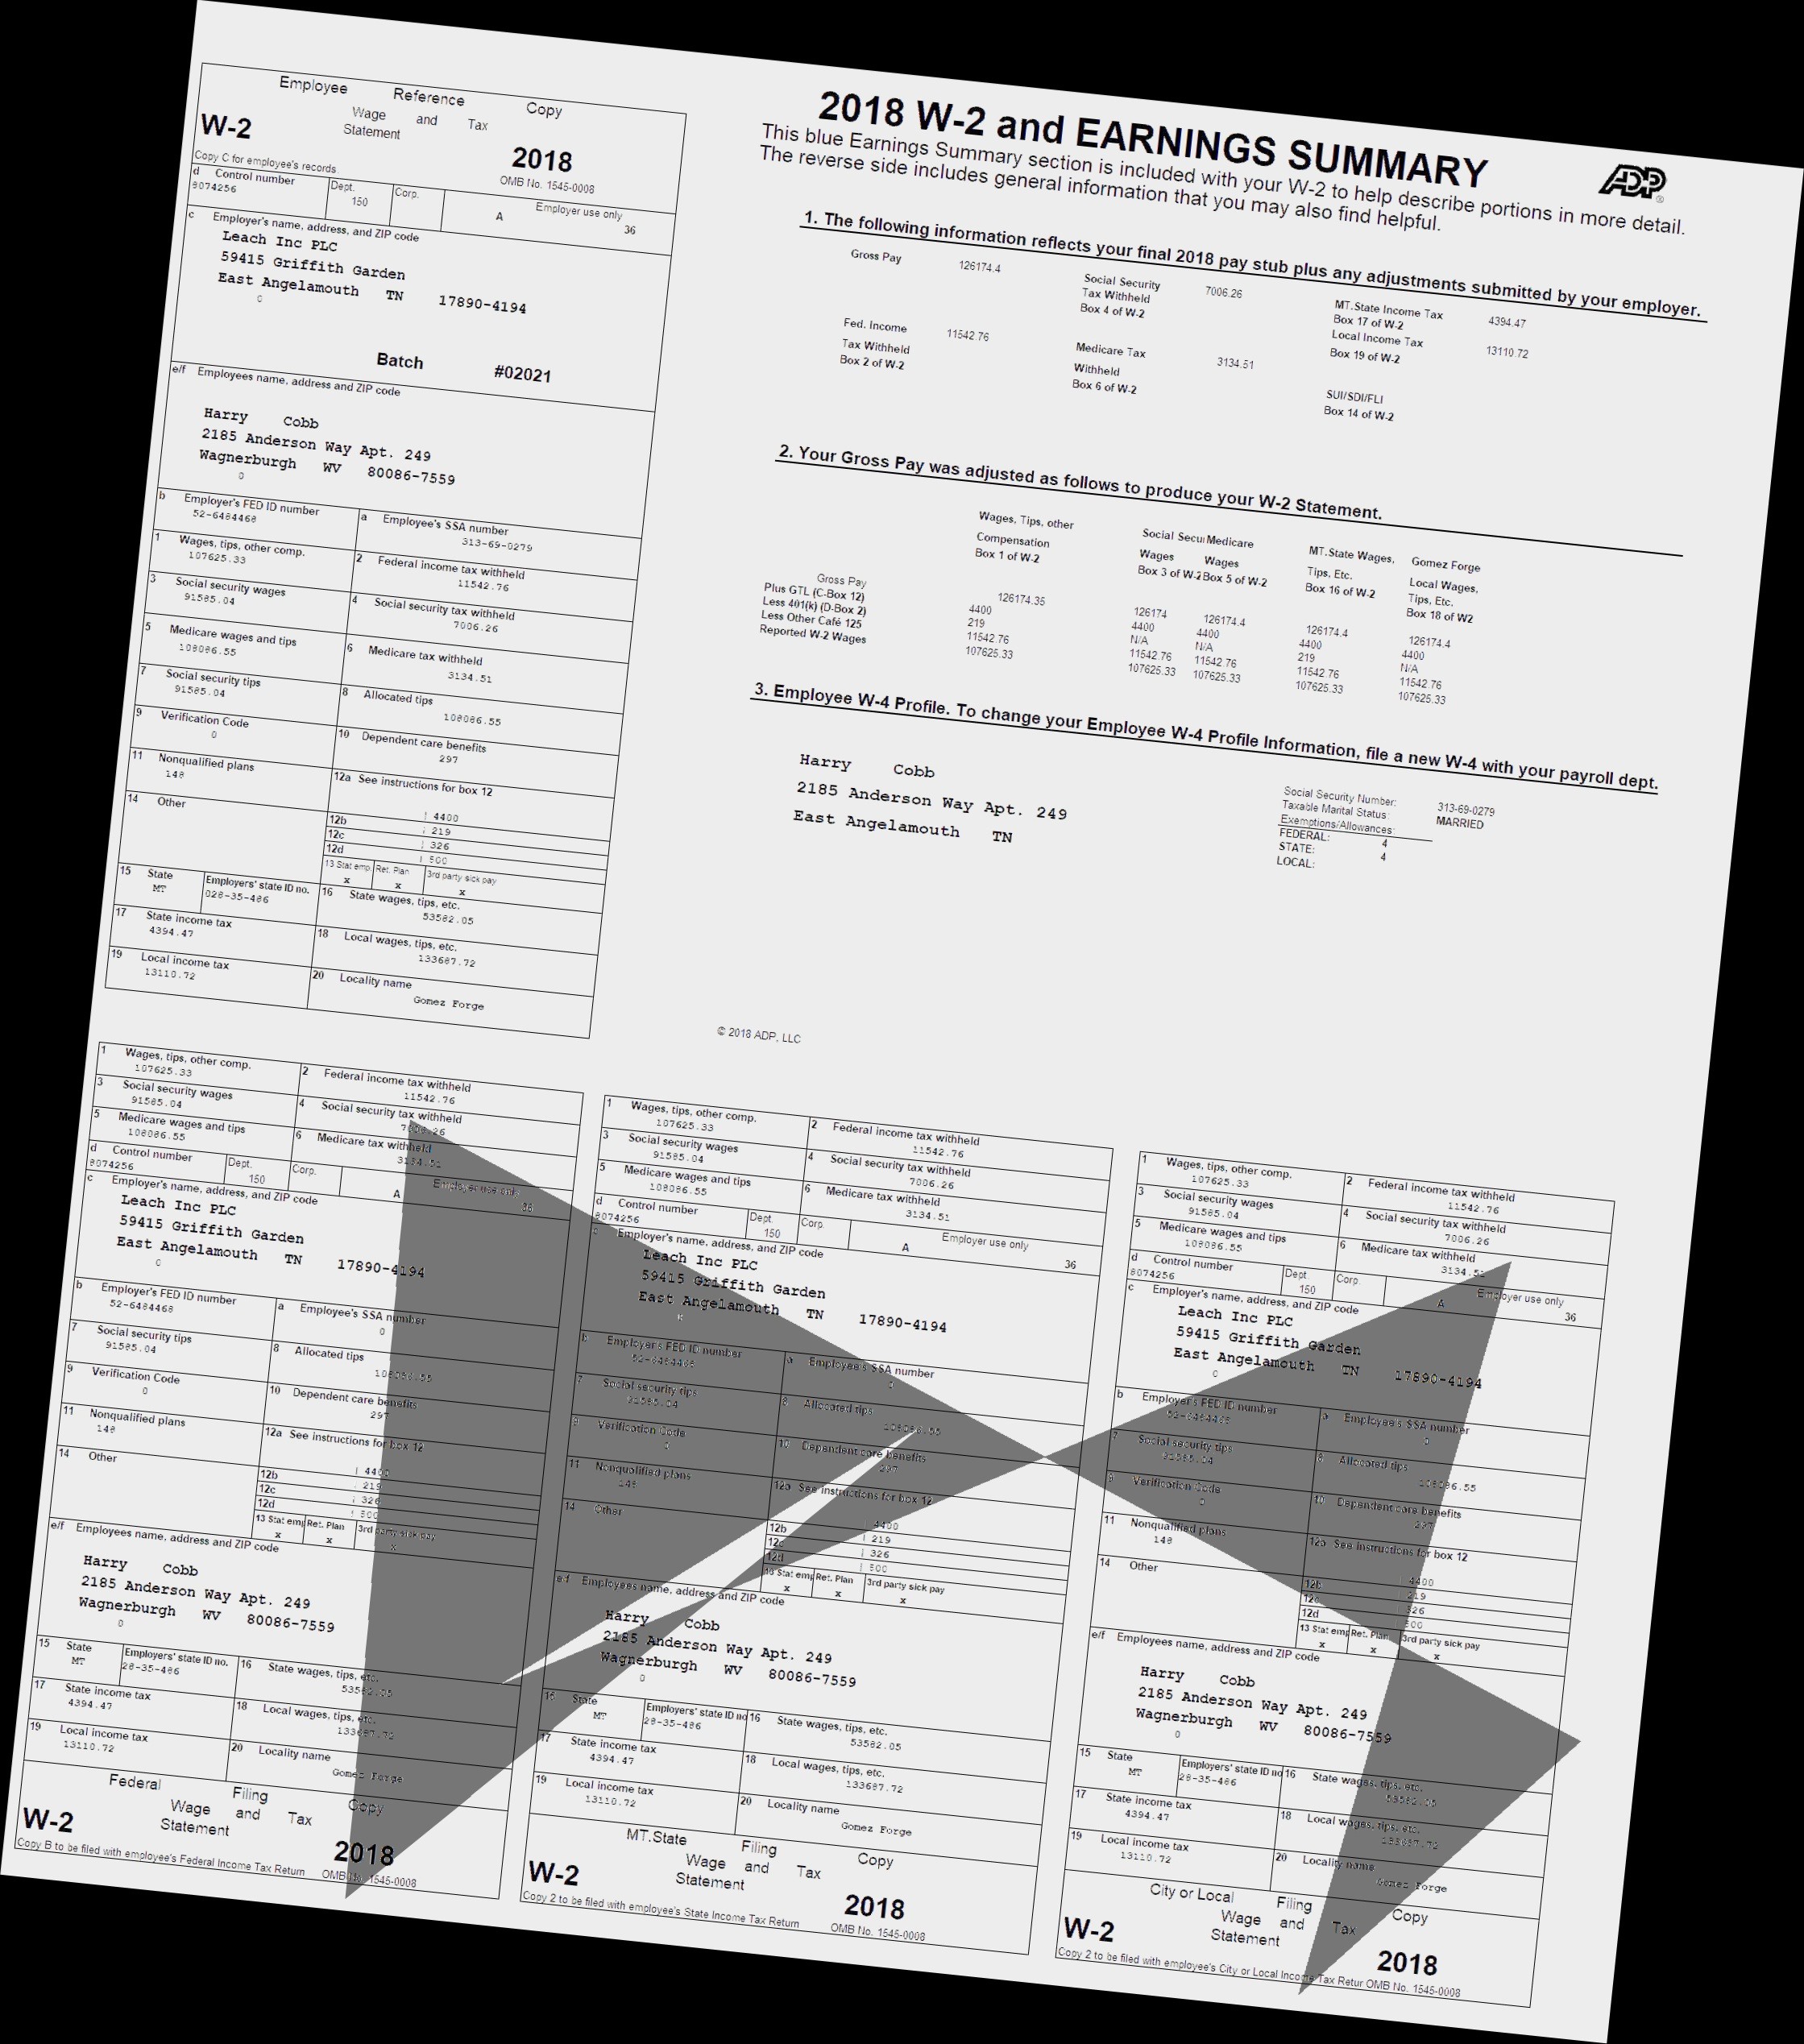 Employee Reference Copy
Wage and Tax
W-2 Statement 2018
Copy C for employee's records. OMB No. 1545-0008
d Control number Dept. Corp. Employer use only
8074256 150 A 36
c Employer's name, address, and ZIP code
Leach Inc PLC
59415 Griffith Garden
East Angelamouth TN 17890-4194
0
Batch #02021
e/f Employees name, address and ZIP code
Harry Cobb
2185 Anderson Way Apt. 249
Wagnerburgh WV 80086-7559
0
b Employer's FED ID number a Employee's SSA number
52-6484468 313-69-0279
1 Wages, tips, other comp. 2 Federal income tax withheld
107625.33 11542.76
3 Social security wages 4 Social security tax withheld
91585.04 7006.26
5 Medicare wages and tips 6 Medicare tax withheld
108086.55 3134.51
7 Social security tips 8 Allocated tips
91585.04 108086.55
9 Verification Code 10 Dependent care benefits
0 297
11 Nonqualified plans 12a See instructions for box 12
148
14 Other 4400
12b 219
12c 326
12d 500
13 Stat emp. Ret. Plan 3rd party sick pay
x x x
15 State Employers' state ID no. 16 State wages, tips, etc.
MT 028-35-486 53582.05
17 State income tax 18 Local wages, tips, etc.
4394.47 133687.72
19 Local income tax 20 Locality name
13110.72 Gomez Forge
2018 W-2 and EARNINGS SUMMARY
ADP
This blue Earnings Summary section is included with your W-2 to help describe portions in more detail.
The reverse side includes general information that you may also find helpful.
1. The following information reflects your final 2018 pay stub plus any adjustments submitted by your employer.
Gross Pay 126174.4 Social Security Tax Withheld Box 4 of W-2 7006.26 MT.State Income Tax Box 17 of W-2 4394.47
Local Income Tax Box 19 of W-2 13110.72
Fed. Income Tax Withheld Box 2 of W-2 11542.76 Medicare Tax Withheld Box 6 of W-2 3134.51 SUI/SDI/FLI Box 14 of W-2
2. Your Gross Pay was adjusted as follows to produce your W-2 Statement.
Wages, Tips, other Social Secu Medicare MT.State Wages, Gomez Forge
Compensation Wages Wages Tips, Etc. Local Wages,
Box 1 of W-2 Box 3 of W-2 Box 5 of W-2 Box 16 of W-2 Tips, Etc.
Box 18 of W2
Gross Pay 126174.35 126174 126174.4 126174.4 126174.4
Plus GTL (C-Box 12) 4400 4400 4400 4400 4400
Less 401(k) (D-Box 2) 219 N/A N/A 219 N/A
Less Other Café 125 11542.76 11542.76 11542.76 11542.76 11542.76
Reported W-2 Wages 107625.33 107625.33 107625.33 107625.33 107625.33
3. Employee W-4 Profile. To change your Employee W-4 Profile Information, file a new W-4 with your payroll dept.
Harry Cobb
2185 Anderson Way Apt. 249
East Angelamouth TN
Social Security Number: 313-69-0279
Taxable Marital Status: MARRIED
Exemptions/Allowances:
FEDERAL: 4
STATE: 4
LOCAL:
© 2018 ADP, LLC
1 Wages, tips, other comp. 2 Federal income tax withheld
107625.33 11542.76
3 Social security wages 4 Social security tax withheld
91585.04 7006.26
5 Medicare wages and tips 6 Medicare tax withheld
108086.55 3134.51
d Control number Dept. Corp. Employer use only
8074256 150 A 36
c Employer's name, address, and ZIP code
Leach Inc PLC
59415 Griffith Garden
East Angelamouth TN 17890-4194
0
b Employer's FED ID number a Employee's SSA number
52-6484468 0
7 Social security tips 8 Allocated tips
91585.04 108086.55
9 Verification Code 10 Dependent care benefits
0 297
11 Nonqualified plans 12a See instructions for box 12
148
14 Other 4400
12b 219
12c 326
12d 500
13 Stat emp Ret. Plan 3rd party sick pay
x x x
e/f Employees name, address and ZIP code
Harry Cobb
2185 Anderson Way Apt. 249
Wagnerburgh WV 80086-7559
0
15 State Employers' state ID no. 16 State wages, tips, etc.
MT 28-35-486 53582.05
17 State income tax 18 Local wages, tips, etc.
4394.47 133687.72
19 Local income tax 20 Locality name
13110.72 Gomez Forge
Federal Filing Copy
Wage and Tax
W-2 Statement 2018
Copy B to be filed with employee's Federal Income Tax Return OMB No. 1545-0008
1 Wages, tips, other comp. 2 Federal income tax withheld
107625.33 11542.76
3 Social security wages 4 Social security tax withheld
91585.04 7006.26
5 Medicare wages and tips 6 Medicare tax withheld
108086.55 3134.51
d Control number Dept. Corp. Employer use only
8074256 150 A 36
c Employer's name, address, and ZIP code
Leach Inc PLC
59415 Griffith Garden
East Angelamouth TN 17890-4194
b Employer's FED ID number a Employee's SSA number
52-6484468 0
7 Social security tips 8 Allocated tips
91585.04 108086.55
9 Verification Code 10 Dependent care benefits
0 297
11 Nonqualified plans 12a See instructions for box 12
148
14 Other 4400
12b 219
12c 326
12d 500
13 Stat emp Ret. Plan 3rd party sick pay
x x x
e/f Employees name, address and ZIP code
Harry Cobb
2185 Anderson Way Apt. 249
Wagnerburgh WV 80086-7559
0
15 State Employers' state ID no 16 State wages, tips, etc.
MT 28-35-486 53582.05
17 State income tax 18 Local wages, tips, etc.
4394.47 133687.72
19 Local income tax 20 Locality name
13110.72 Gomez Forge
MT.State Filing Copy
Wage and Tax
W-2 Statement 2018
Copy 2 to be filed with employee's State Income Tax Return OMB No. 1545-0008
1 Wages, tips, other comp. 2 Federal income tax withheld
107625.33 11542.76
3 Social security wages 4 Social security tax withheld
91585.04 7006.26
5 Medicare wages and tips 6 Medicare tax withheld
108086.55 3134.51
d Control number Dept. Corp. Employer use only
8074256 150 A 36
c Employer's name, address, and ZIP code
Leach Inc PLC
59415 Griffith Garden
East Angelamouth TN 17890-4194
0
b Employer's FED ID number a Employee's SSA number
52-6484468 0
7 Social security tips 8 Allocated tips
91585.04 108086.55
9 Verification Code 10 Dependent care benefits
0 297
11 Nonqualified plans 12a See instructions for box 12
148
14 Other 4400
12b 219
12c 326
12d 500
13 Stat emp Ret. Plan 3rd party sick pay
x x x
e/f Employees name, address and ZIP code
Harry Cobb
2185 Anderson Way Apt. 249
Wagnerburgh WV 80086-7559
0
15 State Employers' state ID no 16 State wages, tips, etc.
MT 28-35-486 53582.05
17 State income tax 18 Local wages, tips, etc.
4394.47 133687.72
19 Local income tax 20 Locality name
13110.72 Gomez Forge
City or Local Filing Copy
Wage and Tax
W-2 Statement 2018
Copy 2 to be filed with employee's City or Local Income Tax Retur OMB No. 1545-0008